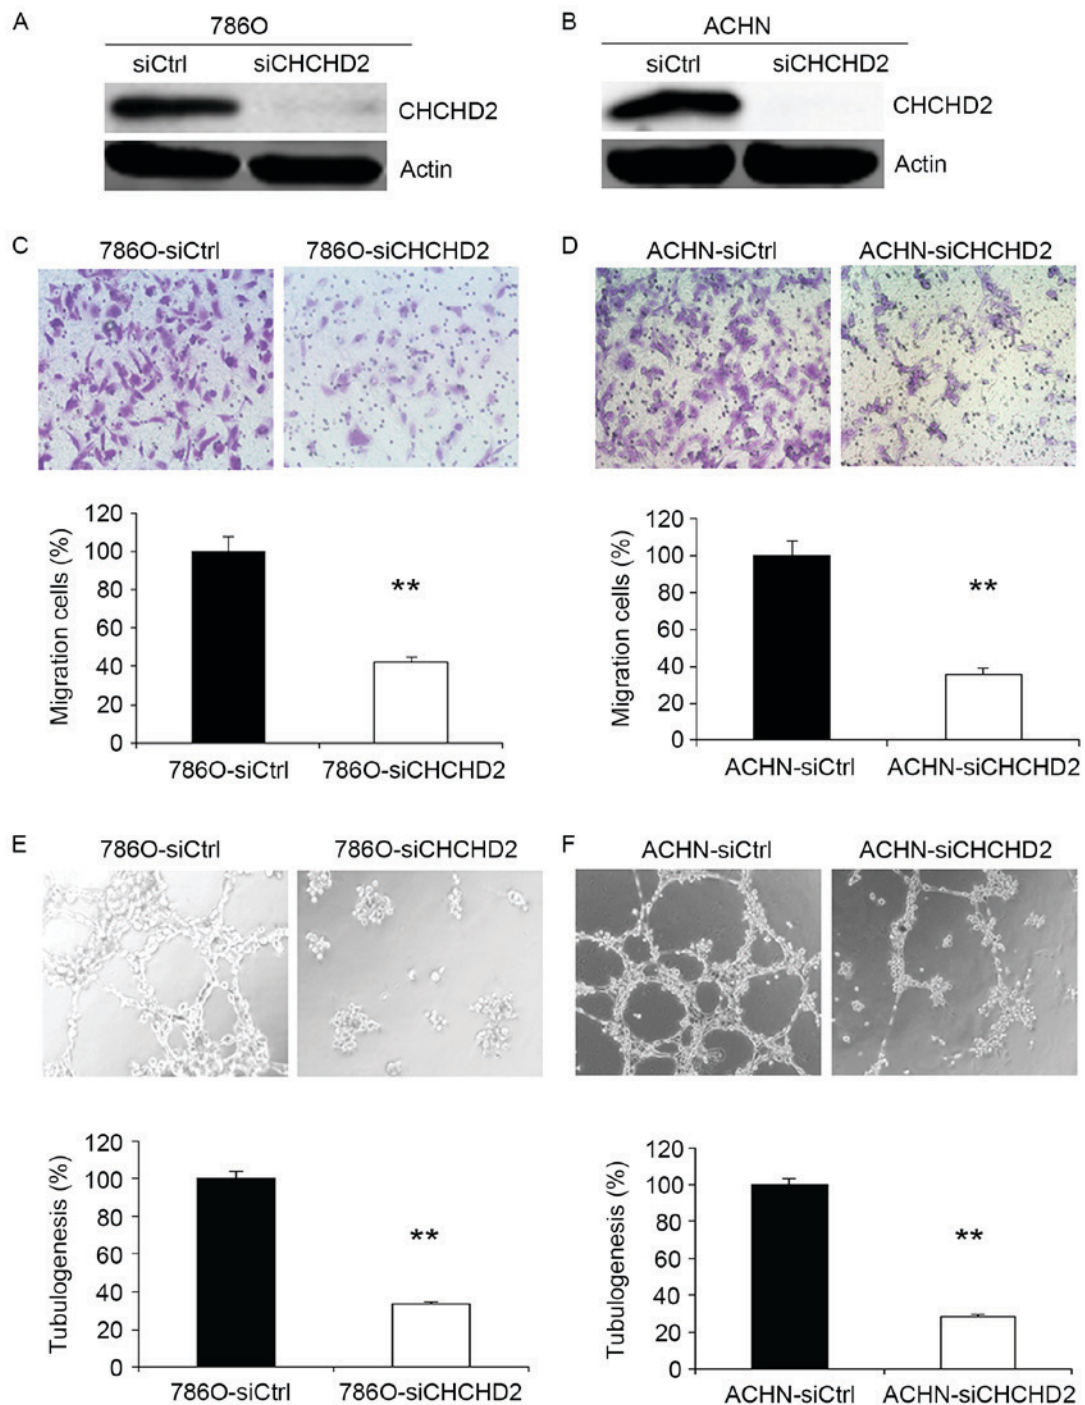 A
786O
siCtrl siCHCHD2
CHCHD2
Actin
B
ACHN
siCtrl siCHCHD2
CHCHD2
Actin
C
786O-siCtrl 786O-siCHCHD2
Migration cells (%)
120
100
80
60
40
20
0
**
786O-siCtrl 786O-siCHCHD2
D
ACHN-siCtrl ACHN-siCHCHD2
Migration cells (%)
120
100
80
60
40
20
0
**
ACHN-siCtrl ACHN-siCHCHD2
E
786O-siCtrl 786O-siCHCHD2
Tubulogenesis (%)
120
100
80
60
40
20
0
**
786O-siCtrl 786O-siCHCHD2
F
ACHN-siCtrl ACHN-siCHCHD2
Tubulogenesis (%)
120
100
80
60
40
20
0
**
ACHN-siCtrl ACHN-siCHCHD2